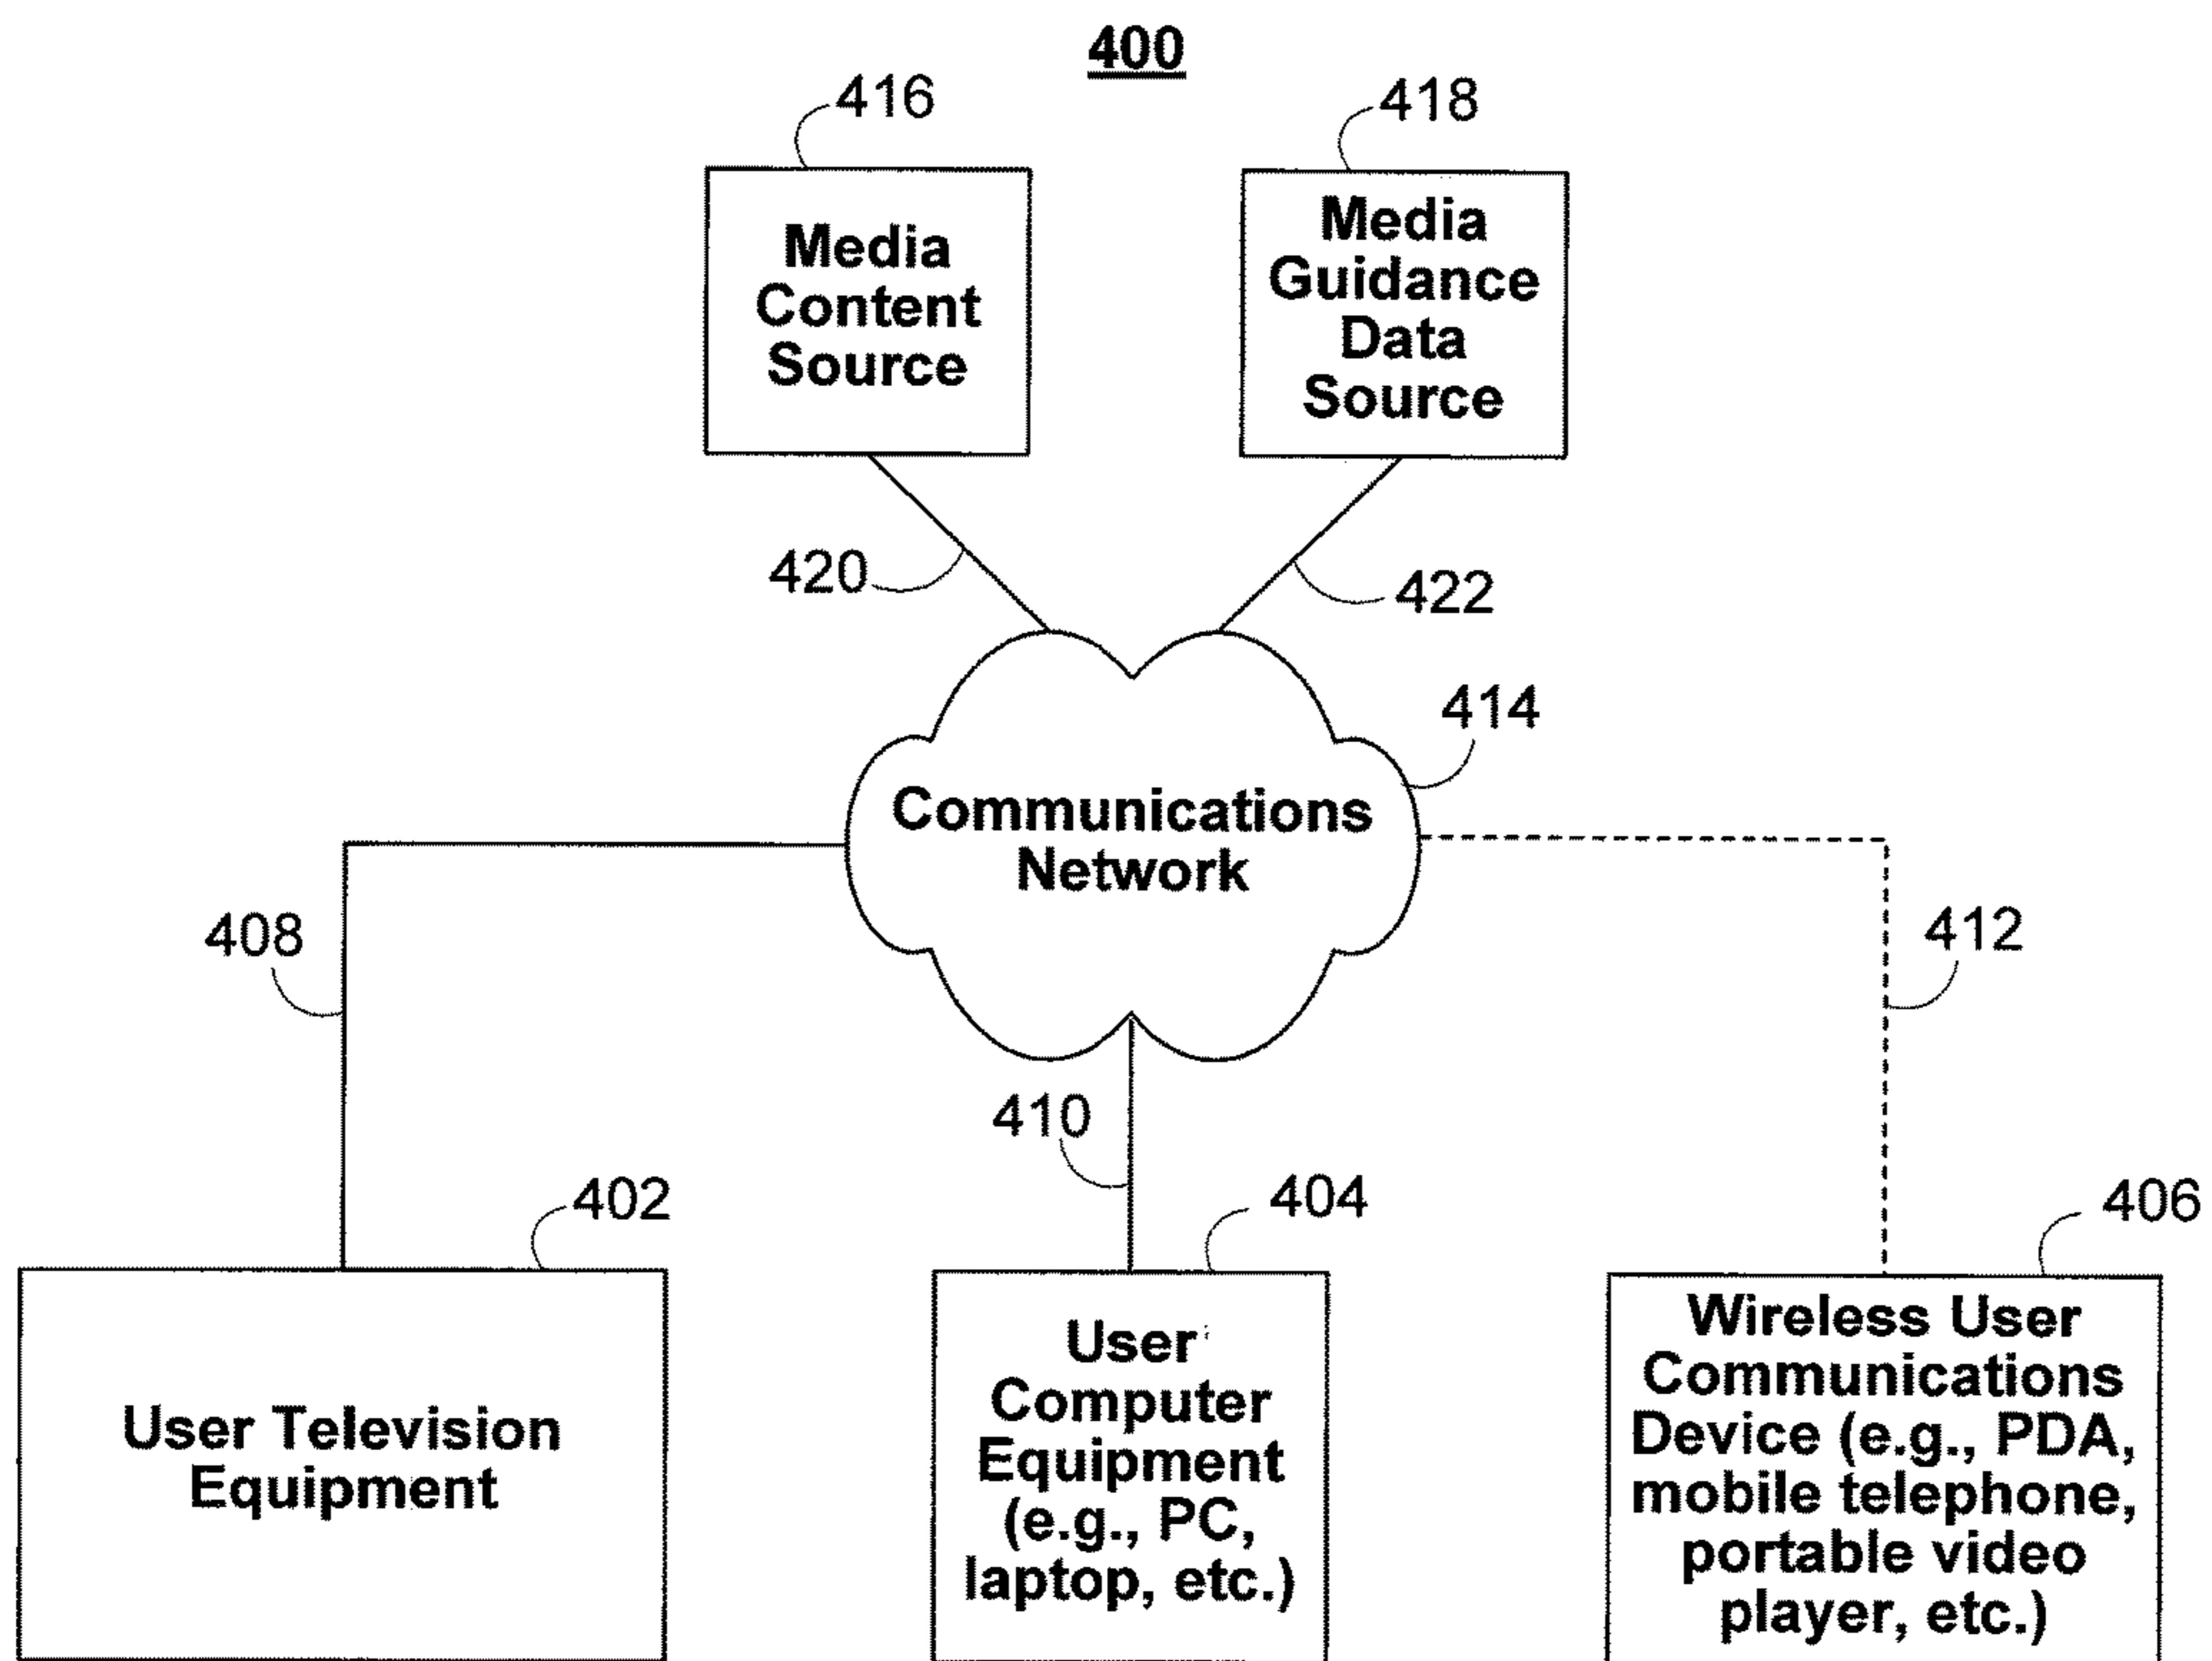 400
416
418
Media
Content
Source
Media
Guidance
Data
Source
420
422
414
Communications
Network
408
412
410
402
404
406
User Television
Equipment
User
Computer
Equipment
(e.g., PC,
laptop, etc.)
Wireless User
Communications
Device (e.g., PDA,
mobile telephone,
portable video
player, etc.)